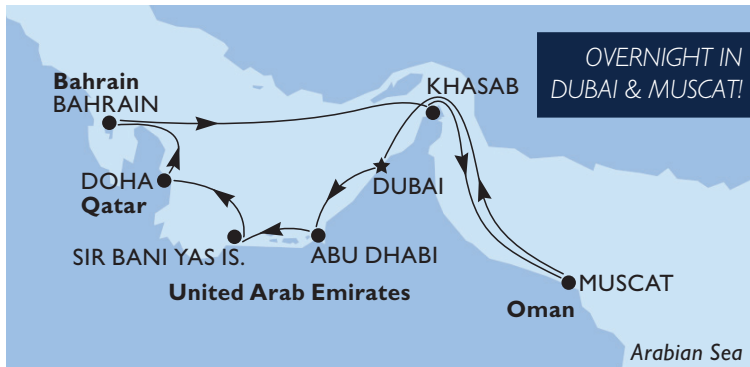 OVERNIGHT IN
DUBAI & MUSCAT!
Bahrain
BAHRAIN
KHASAB
DOHA
Qatar
DUBAI
SIR BANI YAS IS.
ABU DHABI
United Arab Emirates
MUSCAT
Oman
Arabian Sea